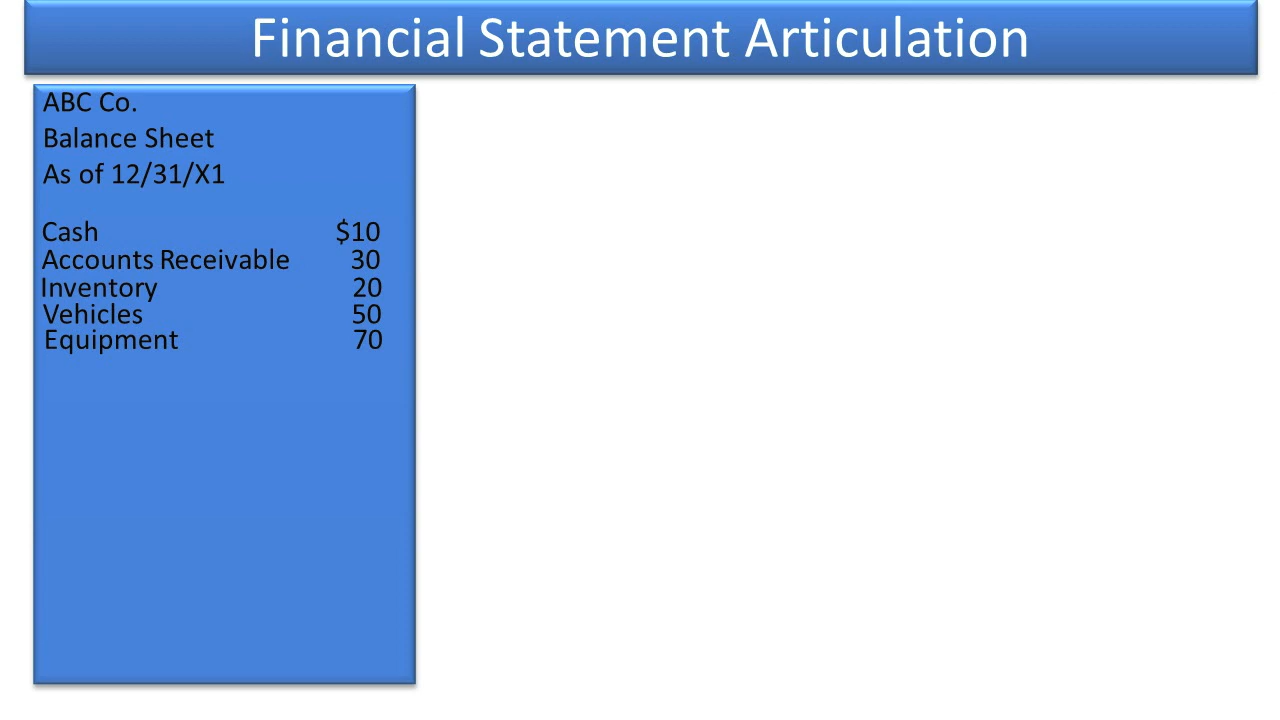 Financial Statement Articulation
ABC Co.
Balance Sheet
As of 12/31/X1
Cash $10
Accounts Receivable 30
Inventory 20
Vehicles 50
Equipment 70